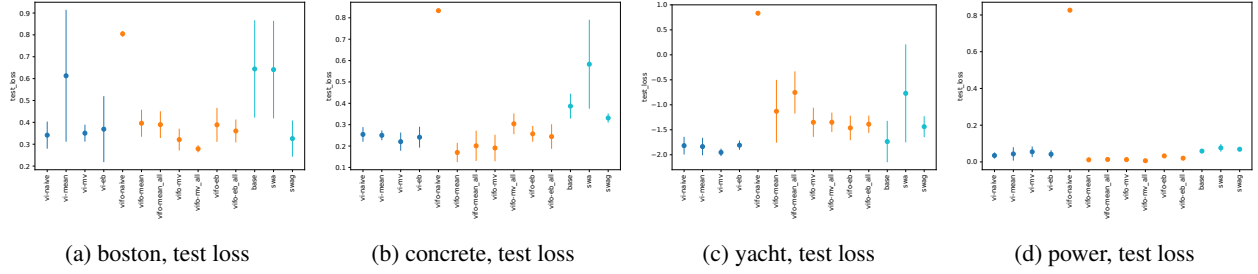 0.9
0.8
0.7
0.6
0.5
0.4
0.3
0.2
test_loss
vi-naive
vi-mean
vi-mv
vi-eb
vifo-naive
vifo-mean
vifo-mean_all
vifo-mv
vifo-mv_all
vifo-eb
vifo-eb_all
base
swa
swag
(a) boston, test loss
0.8
0.7
0.6
0.5
0.4
0.3
0.2
0.1
test_loss
vi-naive
vi-mean
vi-mv
vi-eb
vifo-naive
vifo-mean
vifo-mean_all
vifo-mv
vifo-mv_all
vifo-eb
vifo-eb_all
base
swa
swag
(b) concrete, test loss
1.0
0.5
0.0
−0.5
−1.0
−1.5
−2.0
test_loss
vi-naive
vi-mean
vi-mv
vi-eb
vifo-naive
vifo-mean
vifo-mean_all
vifo-mv
vifo-mv_all
vifo-eb
vifo-eb_all
base
swa
swag
(c) yacht, test loss
0.8
0.6
0.4
0.2
0.0
test_loss
vi-naive
vi-mean
vi-mv
vi-eb
vifo-naive
vifo-mean
vifo-mean_all
vifo-mv
vifo-mv_all
vifo-eb
vifo-eb_all
base
swa
swag
(d) power, test loss